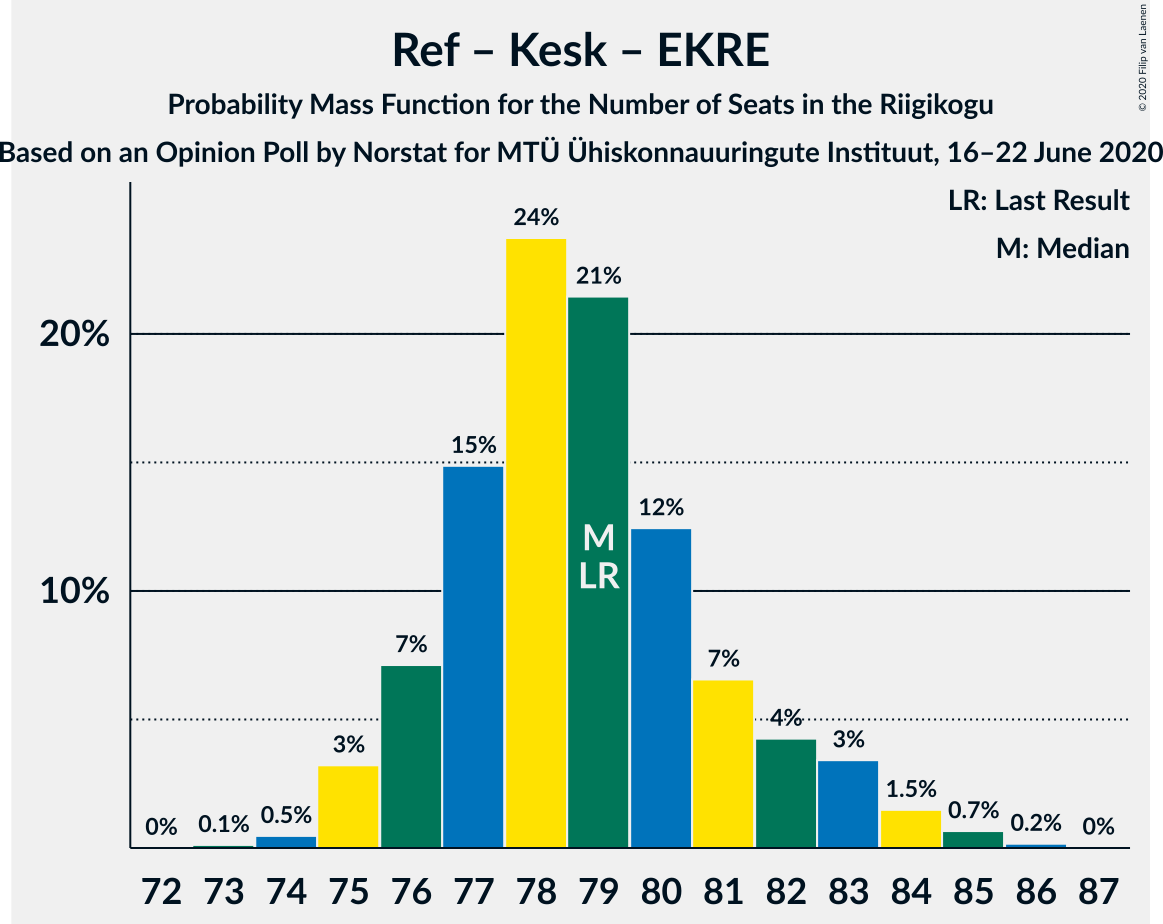 Ref – Kesk – EKRE
Probability Mass Function for the Number of Seats in the Riigikogu
Based on an Opinion Poll by Norstat for MTÜ Ühiskonnauuringute Instituut, 16–22 June 2020
© 2020 Filip van Laenen
LR: Last Result
M: Median
20%
10%
0%
0.1%
0.5%
3%
7%
15%
24%
21%
12%
7%
4%
3%
1.5%
0.7%
0.2%
0%
M
LR
72 73 74 75 76 77 78 79 80 81 82 83 84 85 86 87